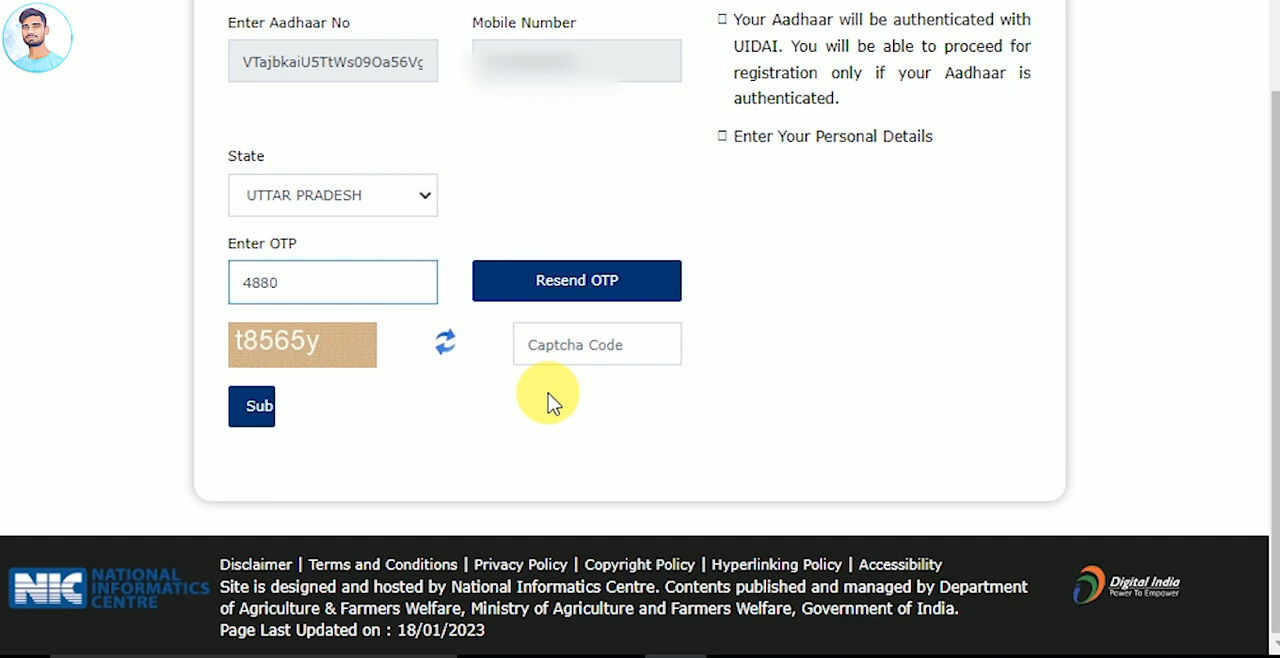 Enter Aadhaar No
Mobile Number
VTajbkaiU5TtWs09Oa56Vg
State
UTTAR PRADESH
Enter OTP
4880
Resend OTP
t8565y
Captcha Code
Sub
Your Aadhaar will be authenticated with
UIDAI. You will be able to proceed for
registration only if your Aadhaar is
authenticated.
Enter Your Personal Details
NIC NATIONAL
INFORMATICS
CENTRE
Disclaimer | Terms and Conditions | Privacy Policy | Copyright Policy | Hyperlinking Policy | Accessibility
Site is designed and hosted by National Informatics Centre. Contents published and managed by Department
of Agriculture & Farmers Welfare, Ministry of Agriculture and Farmers Welfare, Government of India.
Page Last Updated on : 18/01/2023
Digital India
Power To Empower